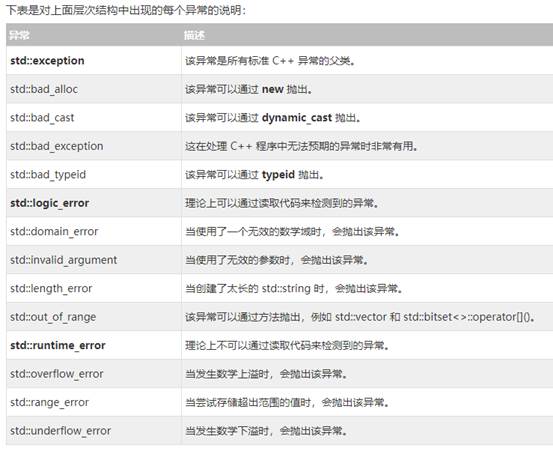 下表是对上面层次结构中出现的每个异常的说明：
异常 描述
std::exception 该异常是所有标准 C++ 异常的父类。
std::bad_alloc 该异常可以通过 new 抛出。
std::bad_cast 该异常可以通过 dynamic_cast 抛出。
std::bad_exception 这在处理 C++ 程序中无法预期的异常时非常有用。
std::bad_typeid 该异常可以通过 typeid 抛出。
std::logic_error 理论上可以通过读取代码来检测到的异常。
std::domain_error 当使用了一个无效的数学域时，会抛出该异常。
std::invalid_argument 当使用了无效的参数时，会抛出该异常。
std::length_error 当创建了太长的 std::string 时，会抛出该异常。
std::out_of_range 该异常可以通过方法抛出，例如 std::vector 和 std::bitset<>::operator[]()。
std::runtime_error 理论上不可以通过读取代码来检测到的异常。
std::overflow_error 当发生数学上溢时，会抛出该异常。
std::range_error 当尝试存储超出范围的值时，会抛出该异常。
std::underflow_error 当发生数学下溢时，会抛出该异常。